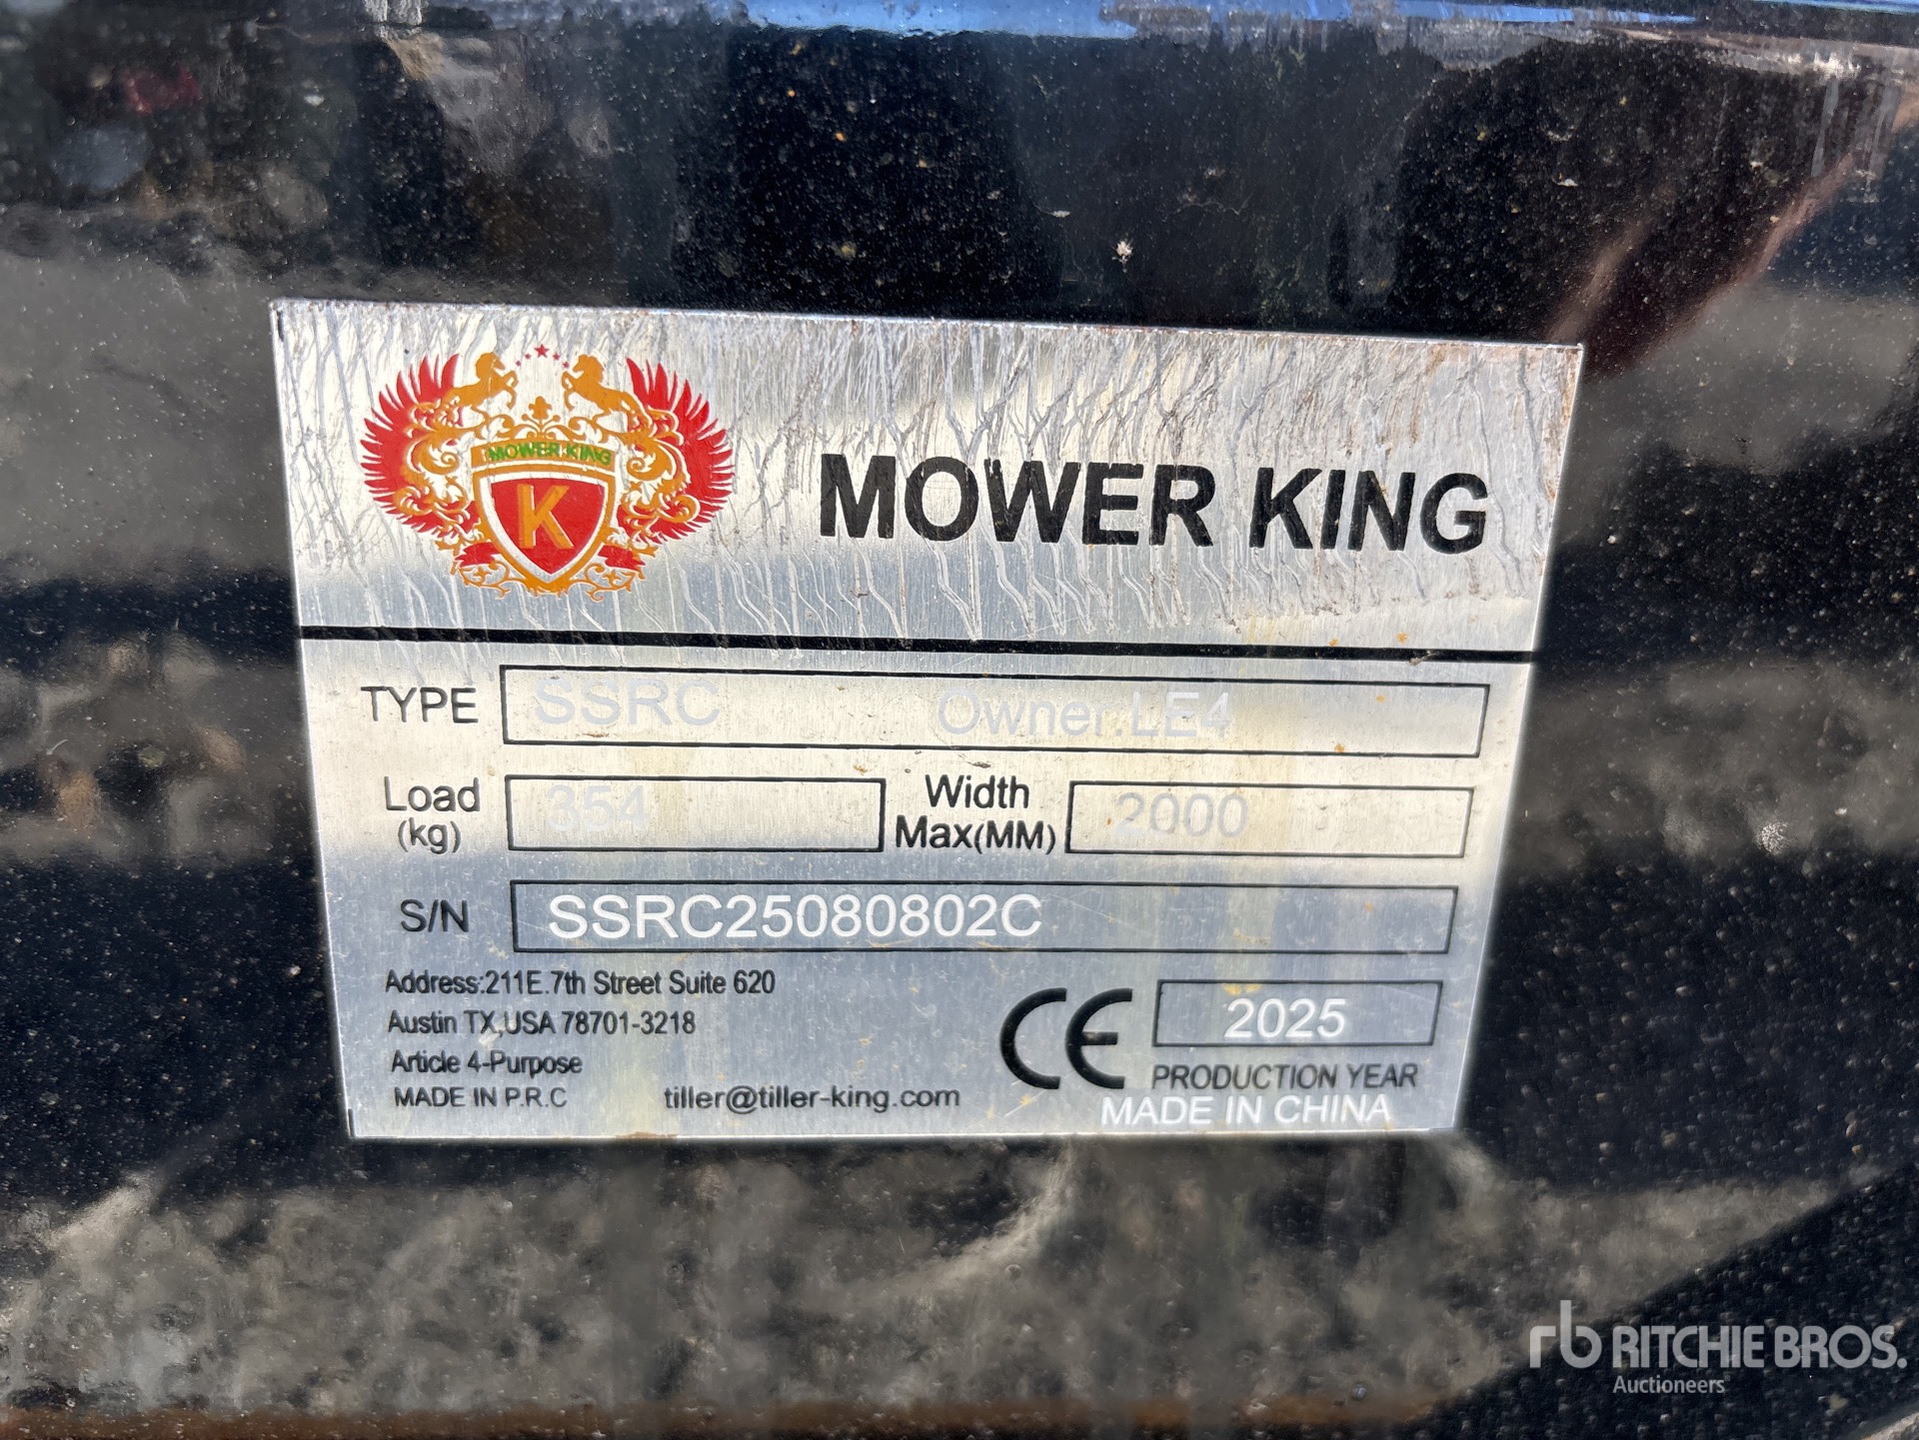 MOWER KING
K
MOWER KING
TYPE SSRC Owner:LE4
Load (kg) 354 Width Max(MM) 2000
S/N SSRC25080802C
Address:211E.7th Street Suite 620
Austin TX,USA 78701-3218
Article 4-Purpose
MADE IN P.R.C tiller@tiller-king.com
CE 2025
PRODUCTION YEAR
MADE IN CHINA
rb RITCHIE BROS.
Auctioneers